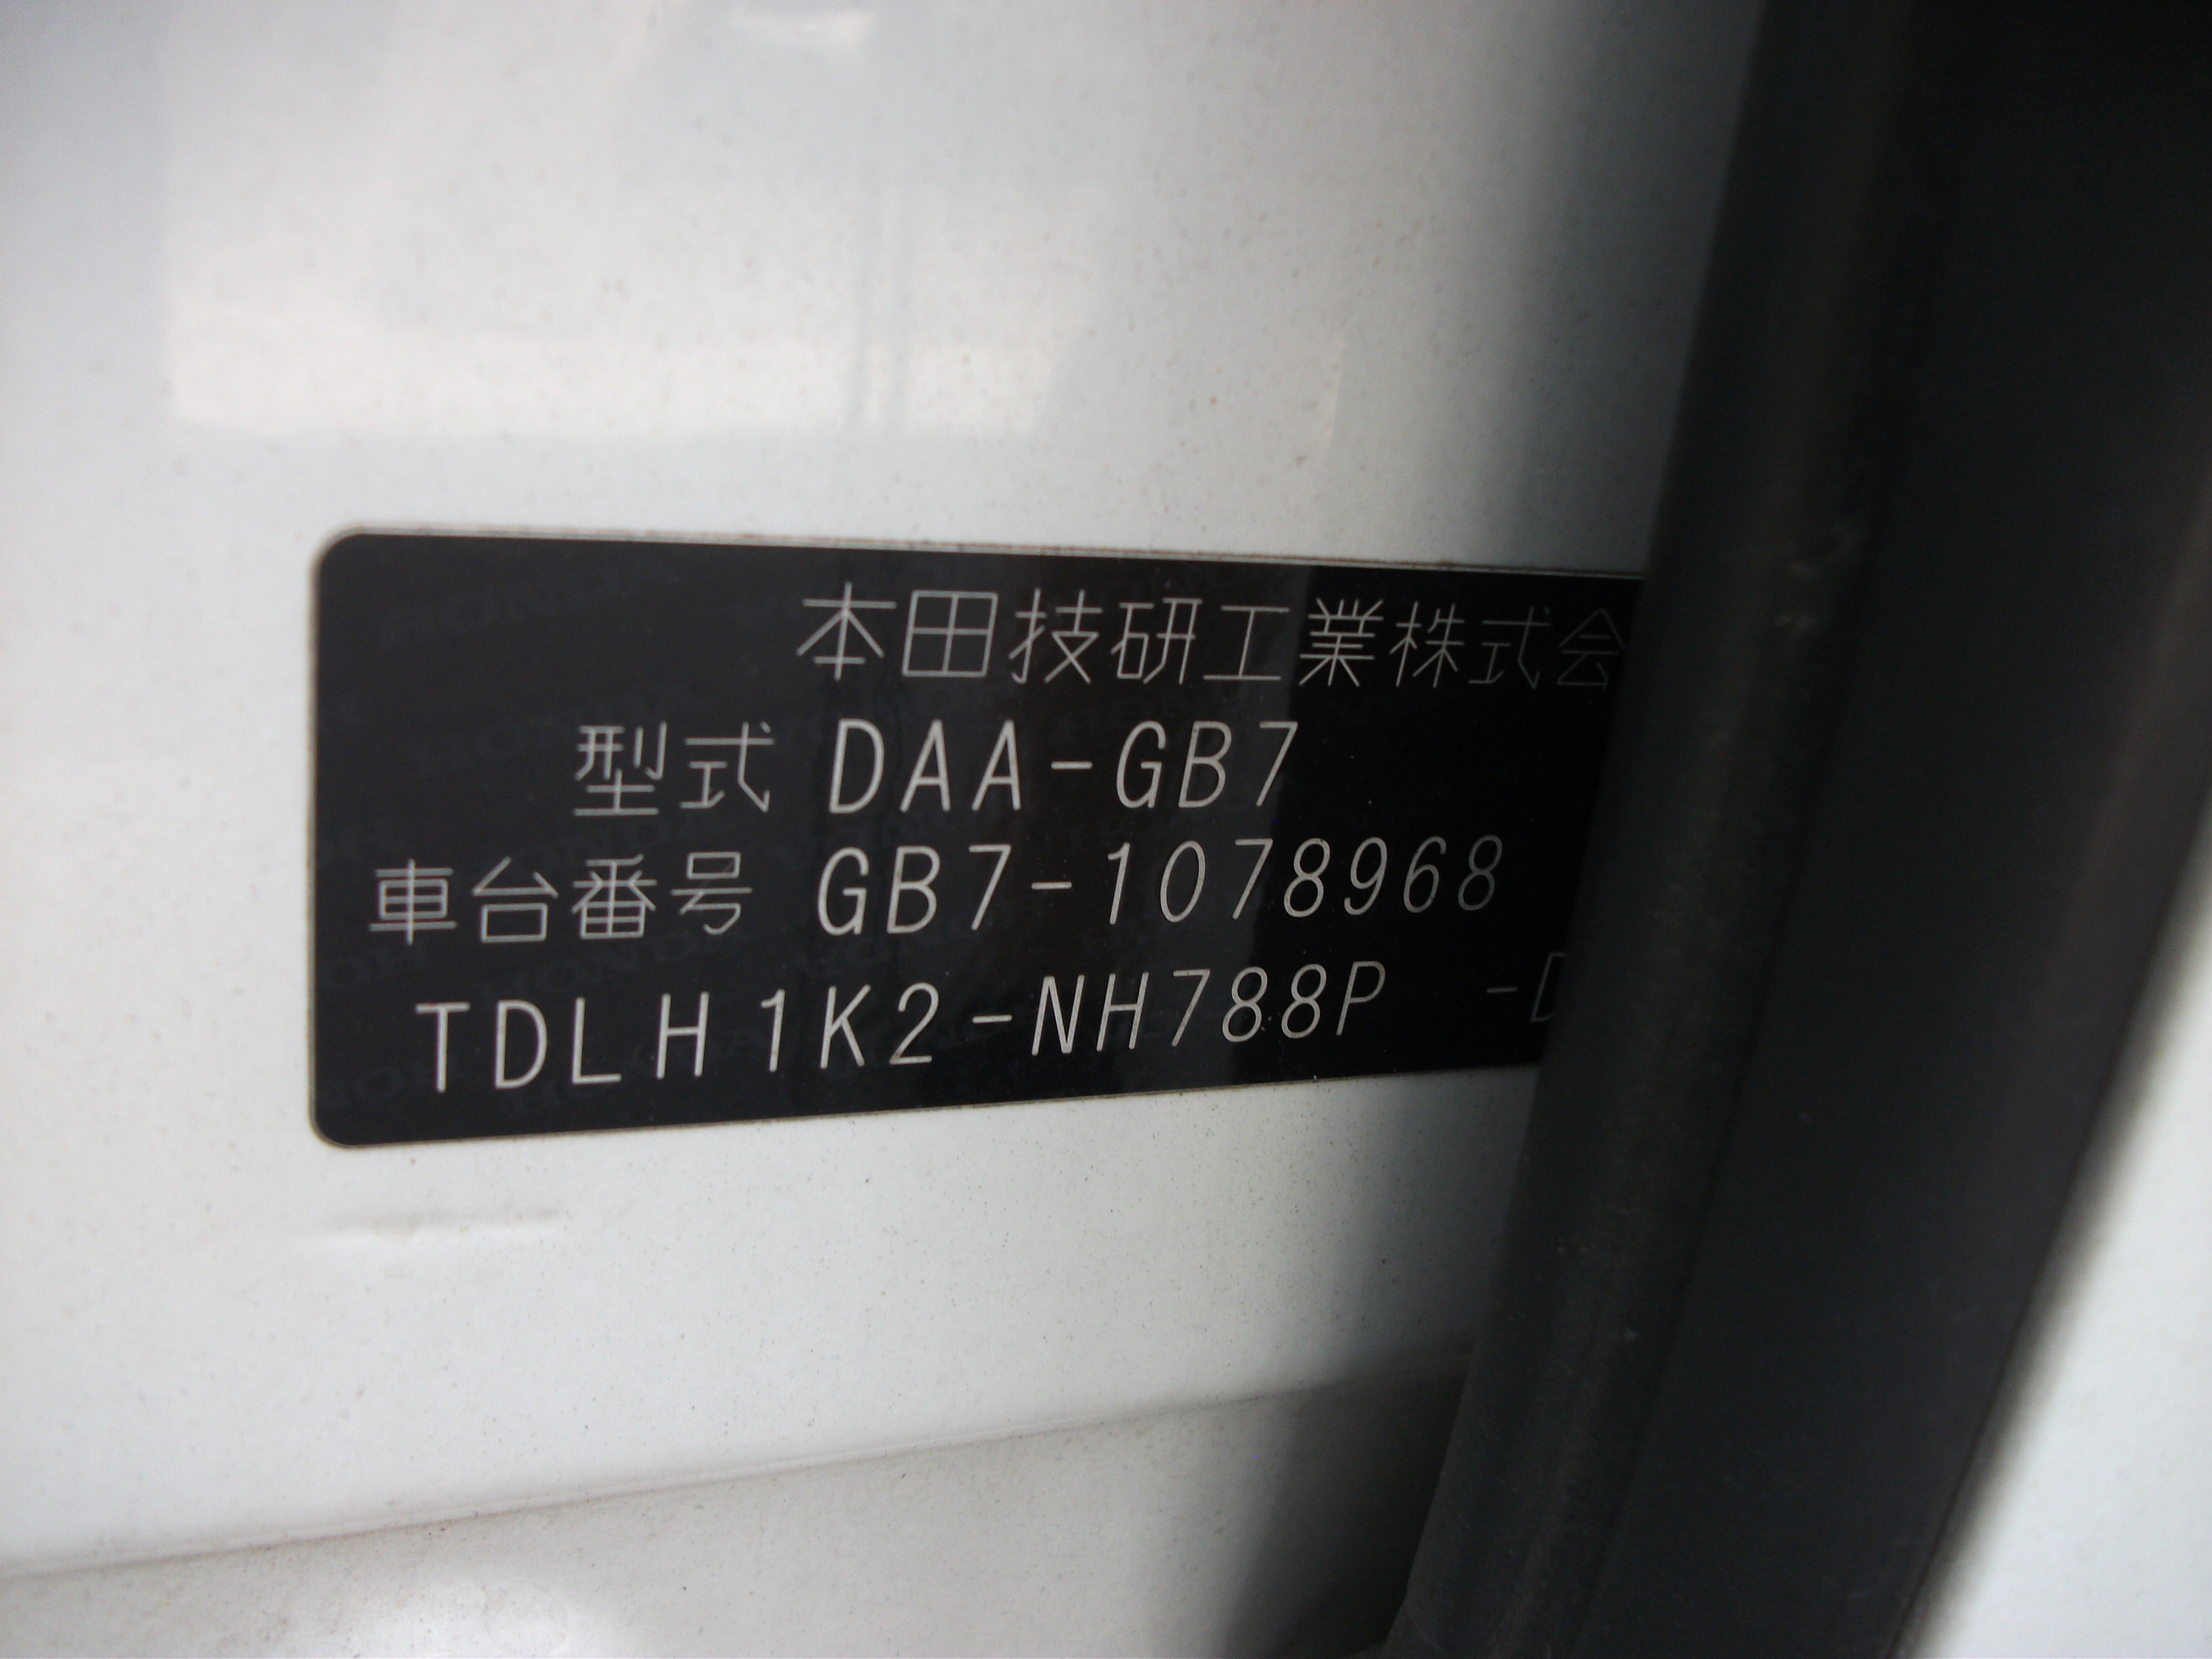 本田技研工業株式会
型式 DAA-GB7
車台番号 GB7-1078968
TDLH1K2-NH788P -D